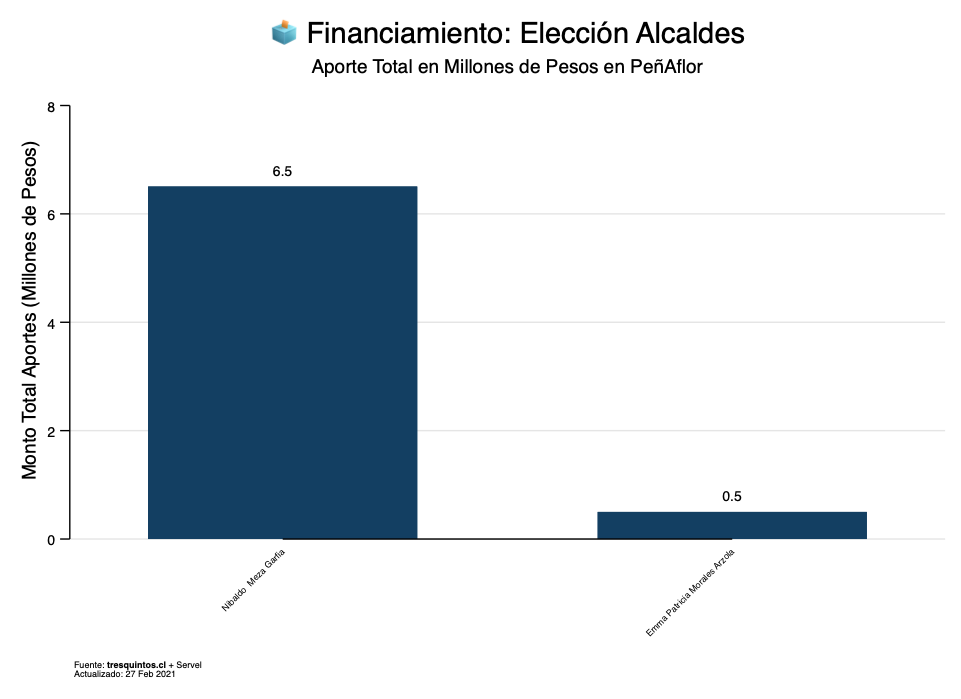 Financiamiento: Elección Alcaldes
Aporte Total en Millones de Pesos en PeñAflor
Monto Total Aportes (Millones de Pesos)
8
6
4
2
0
6.5
0.5
Nibaldo  Meza Garfia
Emma Patricia Morales Arzola
Fuente: tresquintos.cl + Servel
Actualizado: 27 Feb 2021